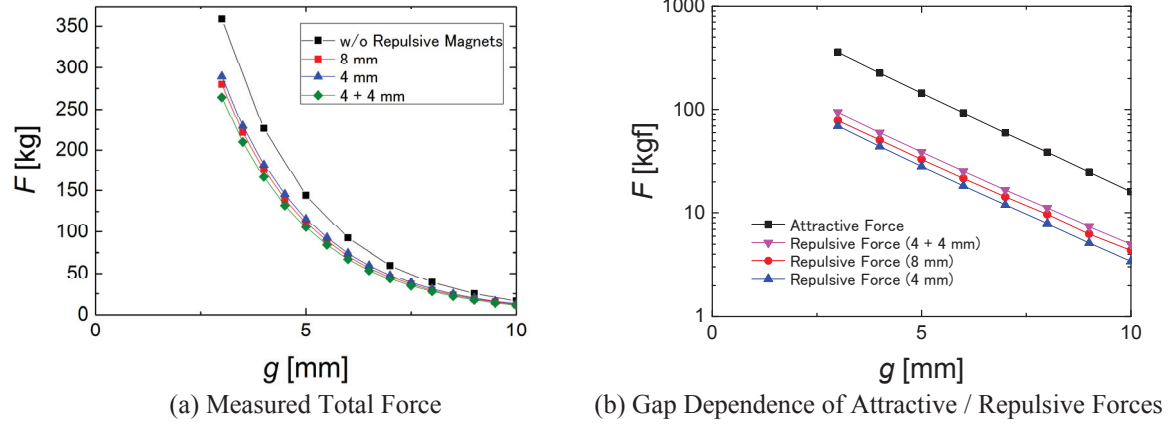 350
300
250
200
150
100
50
0
F [kg]
w/o Repulsive Magnets
8 mm
4 mm
4 + 4 mm
0
5
10
g [mm]
(a) Measured Total Force
1000
100
10
1
F [kgf]
Attractive Force
Repulsive Force (4 + 4 mm)
Repulsive Force (8 mm)
Repulsive Force (4 mm)
0
5
10
g [mm]
(b) Gap Dependence of Attractive / Repulsive Forces